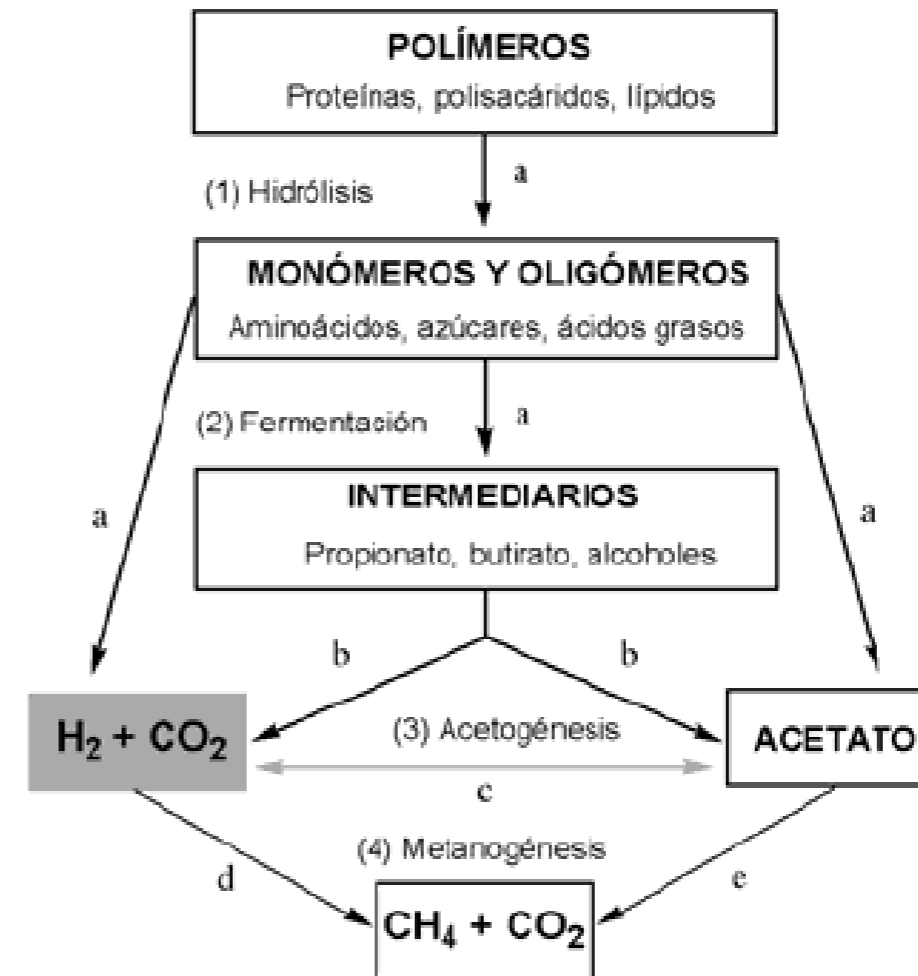 POLÍMEROS
Proteínas, polisacáridos, lípidos
a
(1) Hidrólisis
MONÓMEROS Y OLIGÓMEROS
Aminoácidos, azúcares, ácidos grasos
(2) Fermentación
a
INTERMEDIARIOS
a
a
Propionato, butirato, alcoholes
b
b
H₂ + CO₂
(3) Acetogénesis
ACETATO
c
(4) Metanogénesis
d
e
CH₄ + CO₂